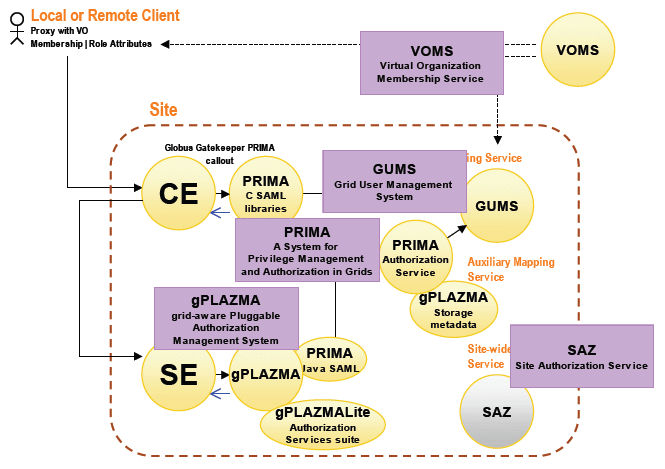 Local or Remote Client
Proxy with VO
Membership | Role Attributes
VOMS
Virtual Organization
Membership Service
VOMS
Site
Globus Gatekeeper PRIMA
callout
CE
PRIMA
C SAML
libraries
GUMS
Grid User Management
System
Service
GUMS
PRIMA
A System for
Privilege Management
and Authorization in Grids
PRIMA
Authorization
Service
Auxiliary Mapping
Service
gPLAZMA
Storage
metadata
gPLAZMA
grid-aware Pluggable
Authorization
Management System
SE
gPLAZMA
PRIMA
Java SAML
gPLAZMALite
Authorization
Services suite
Site-wide
Service
SAZ
Site Authorization Service
SAZ